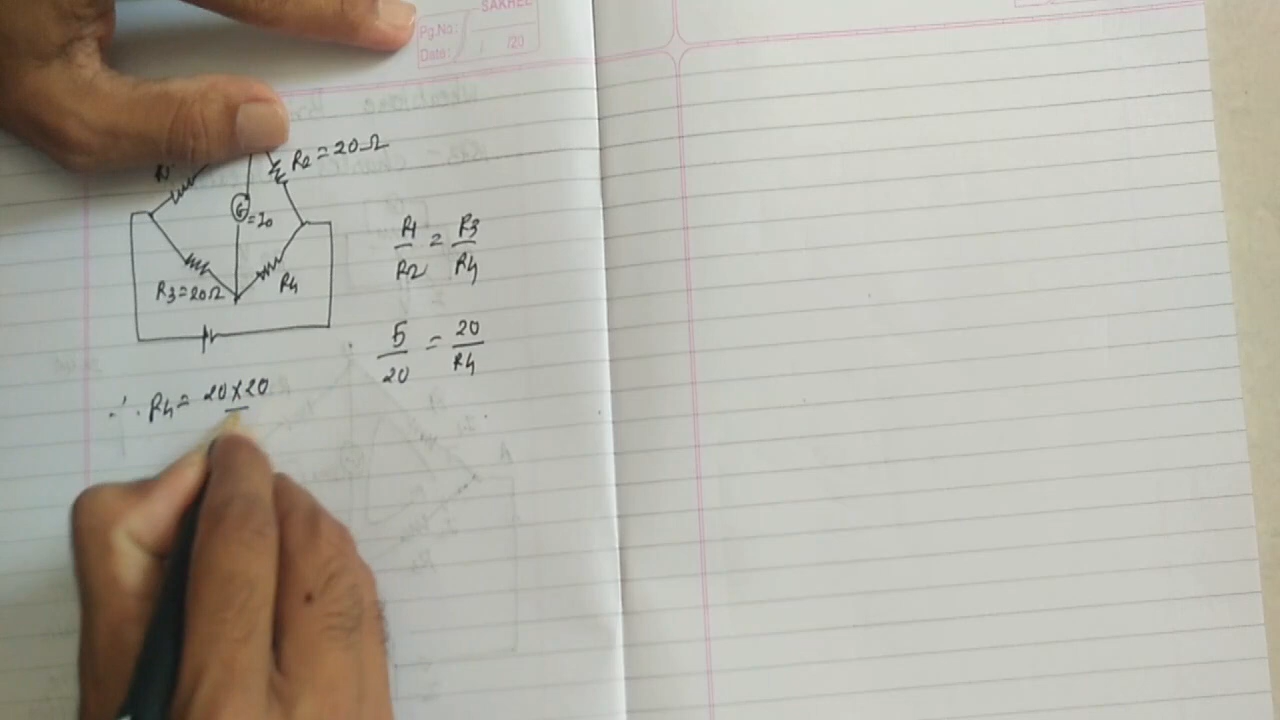 SAKHEE
Pg.No:
Date: / /20
R2 = 20Ω
G = I0
R3 = 20Ω
R4
R1/R2 = R3/R4
5/20 = 20/R4
∴ R4 = 20×20